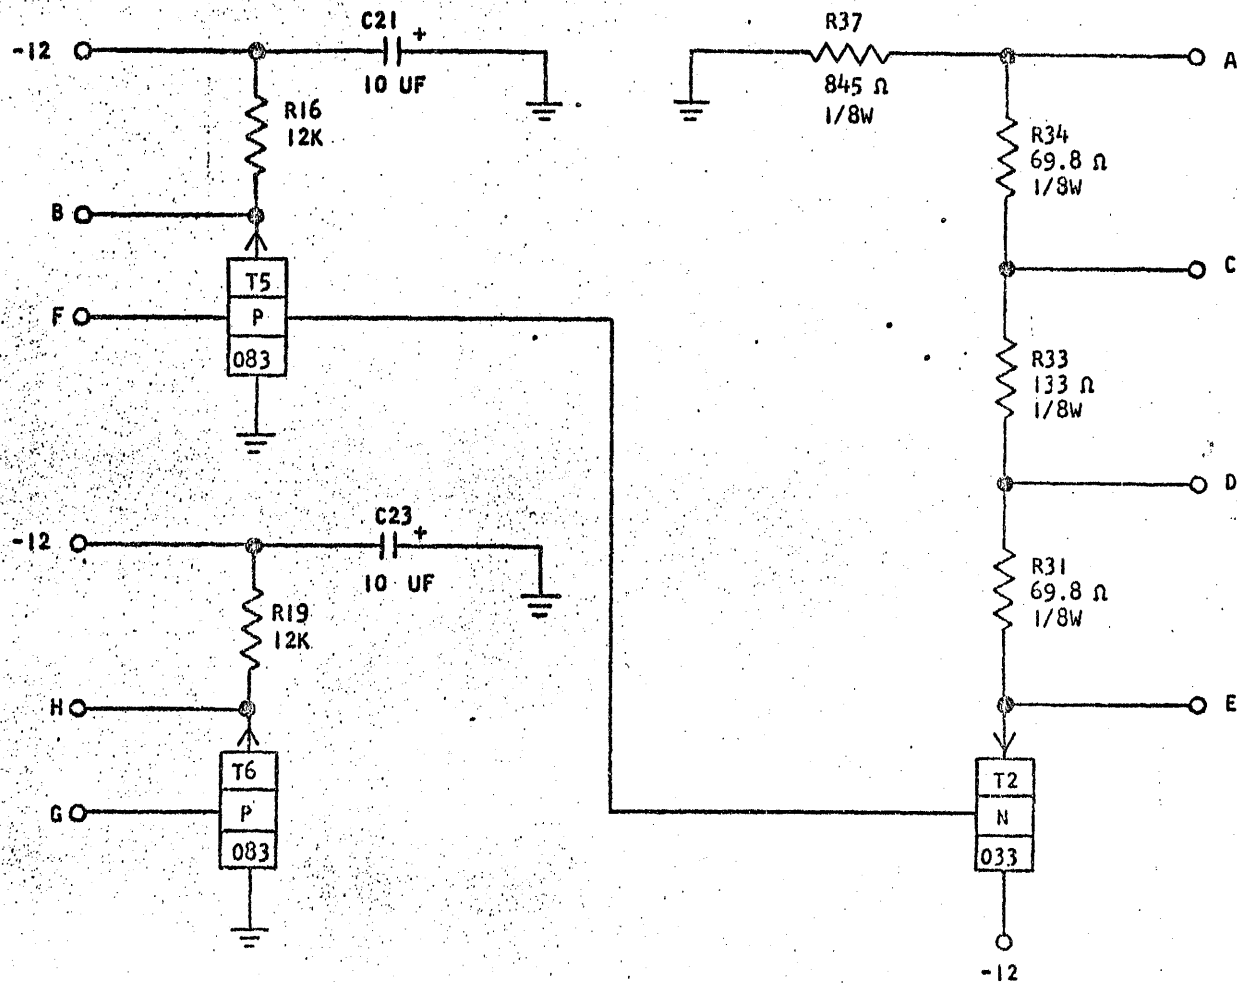 C21
+
-12
10 UF
R16
12K
B
T5
F
P
083
R37
845 Ω
1/8W
A
R34
69.8 Ω
1/8W
C
R33
133 Ω
1/8W
D
C23
+
-12
10 UF
R19
12K
H
T6
G
P
083
R31
69.8 Ω
1/8W
E
T2
N
033
-12